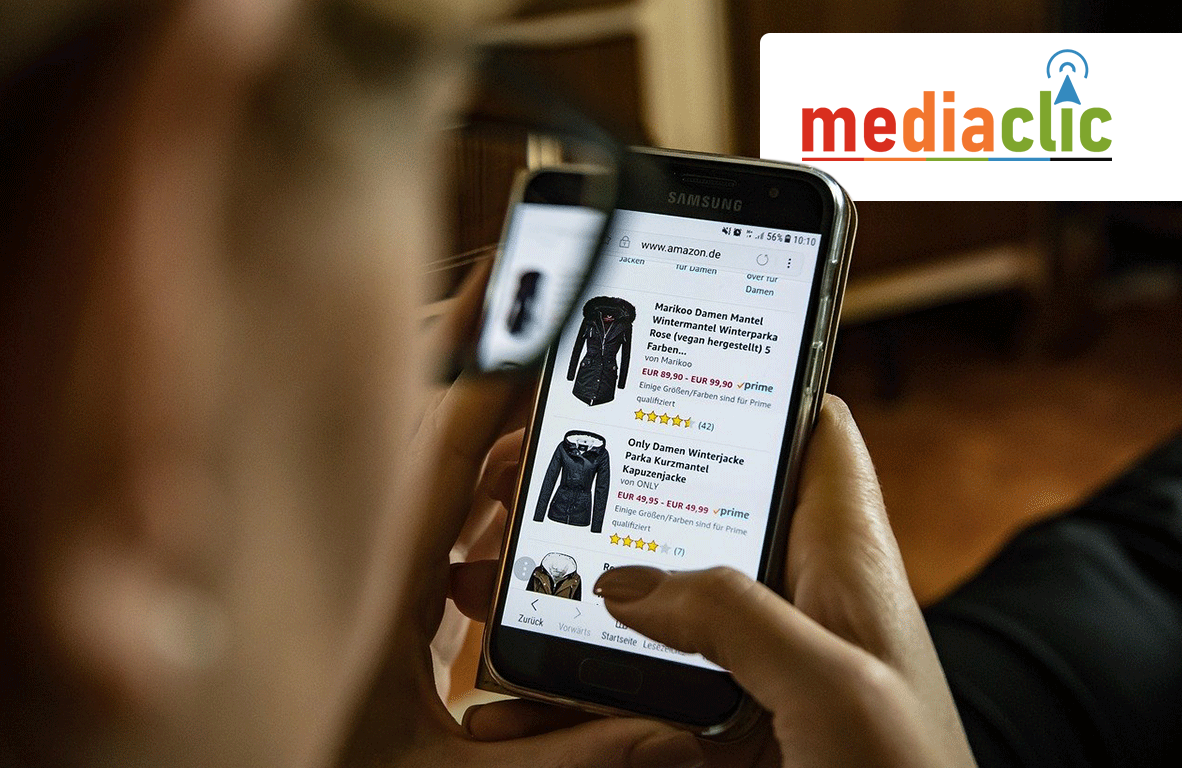 mediaclic
SAMSUNG
56% 10:10
www.amazon.de
Jacken
für Damen
over für
Damen
Marikoo Damen Mantel
Wintermantel Winterparka
Rose (vegan hergestellt) 5
Farben...
von Marikoo
EUR 89,90 - EUR 99,90 prime
Einige Größen/Farben sind für Prime
qualifiziert
(42)
Only Damen Winterjacke
Parka Kurzmantel
Kapuzenjacke
von ONLY
EUR 49,95 - EUR 49,99 prime
Einige Größen/Farben sind für Prime
qualifiziert
(7)
Zurück
Vorwärts
Startseite